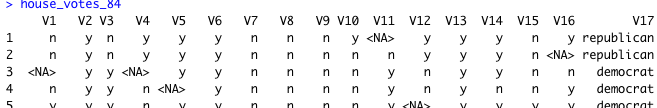 > house_votes_84
V1 V2 V3 V4 V5 V6 V7 V8 V9 V10 V11 V12 V13 V14 V15 V16 V17
1 n y n y y y n n n y <NA> y y y n y republican
2 n y n y y y n n n n n y y y n <NA> republican
3 <NA> y y <NA> y y n n n n y n y y n n democrat
4 n y y n <NA> y n n n n y n y n n y democrat
5 y y y n y y n n n n y <NA> y y y y democrat